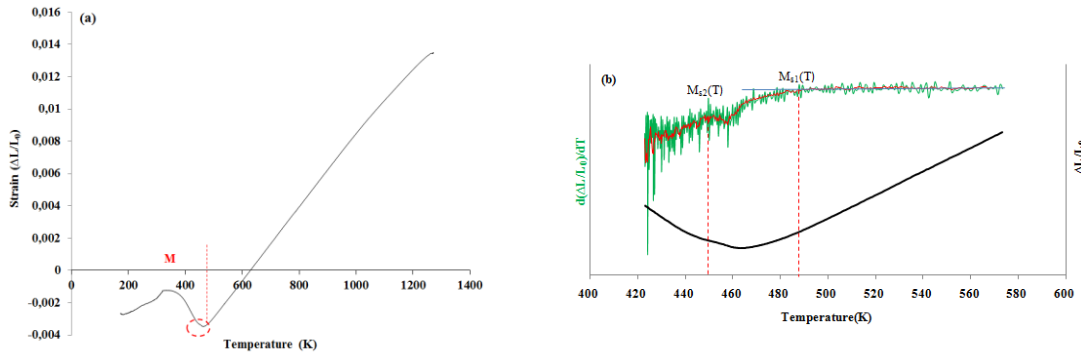 (a)
0,016
0,014
0,012
0,01
0,008
0,006
0,004
0,002
0
-0,002
-0,004
Strain (ΔL/L₀)
M
0 200 400 600 800 1000 1200 1400
Temperature (K)
(b)
Mₛ₂(T)
Mₛ₁(T)
d(ΔL/L₀)/dT
ΔL/L₀
400 420 440 460 480 500 520 540 560 580 600
Temperature(K)